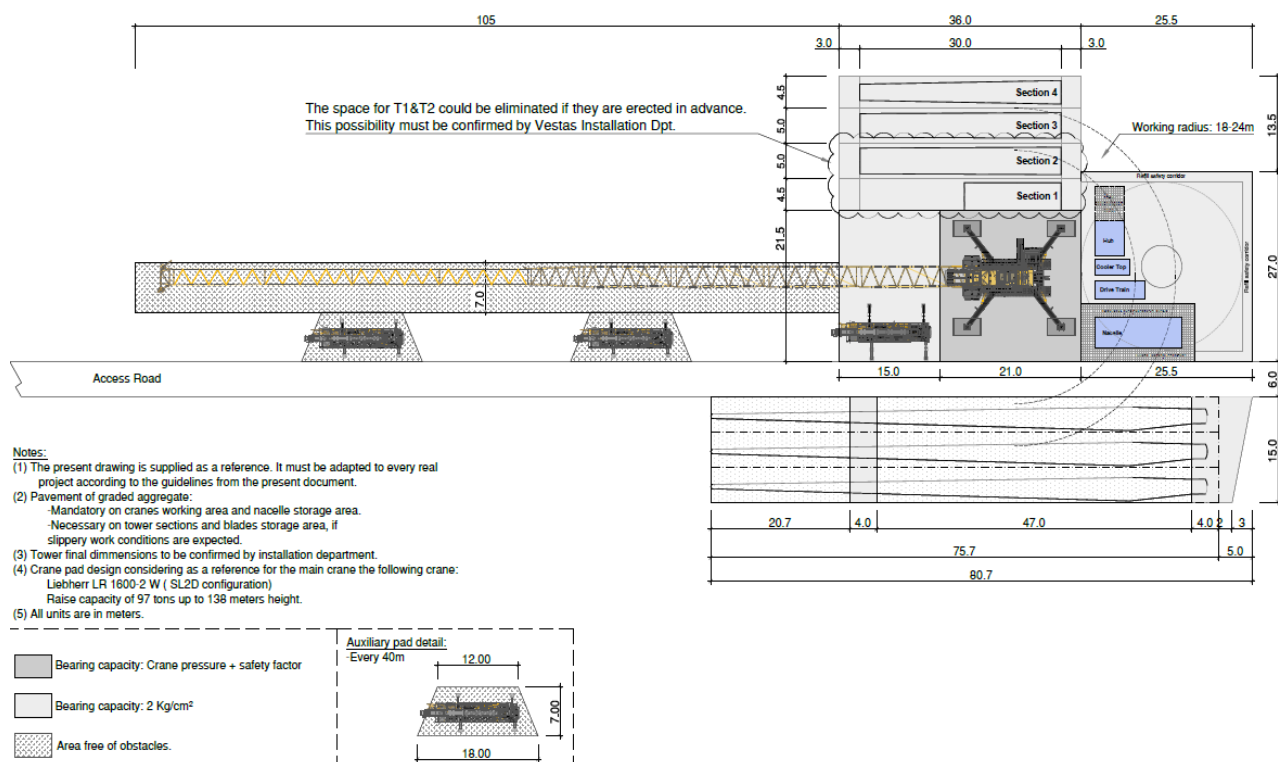 105
36.0
25.5
3.0
30.0
3.0
The space for T1&T2 could be eliminated if they are erected in advance.
This possibility must be confirmed by Vestas Installation Dpt.
4.5
5.0
5.0
4.5
21.5
Section 4
Section 3
Section 2
Section 1
Working radius: 18-24m
13.5
Refill safety corridor
Hub
Cooler Top
Drive Train
Nacelle
Refill safety corridor
27.0
7.0
Access Road
15.0
21.0
25.5
6.0
15.0
20.7
4.0
47.0
4.0
2
3
75.7
5.0
80.7
Notes:
(1) The present drawing is supplied as a reference. It must be adapted to every real
project according to the guidelines from the present document.
(2) Pavement of graded aggregate:
-Mandatory on cranes working area and nacelle storage area.
-Necessary on tower sections and blades storage area, if
slippery work conditions are expected.
(3) Tower final dimmensions to be confirmed by installation department.
(4) Crane pad design considering as a reference for the main crane the following crane:
Liebherr LR 1600-2 W ( SL2D configuration)
Raise capacity of 97 tons up to 138 meters height.
(5) All units are in meters.
Bearing capacity: Crane pressure + safety factor
Bearing capacity: 2 Kg/cm²
Area free of obstacles.
Auxiliary pad detail:
-Every 40m
12.00
7.00
18.00